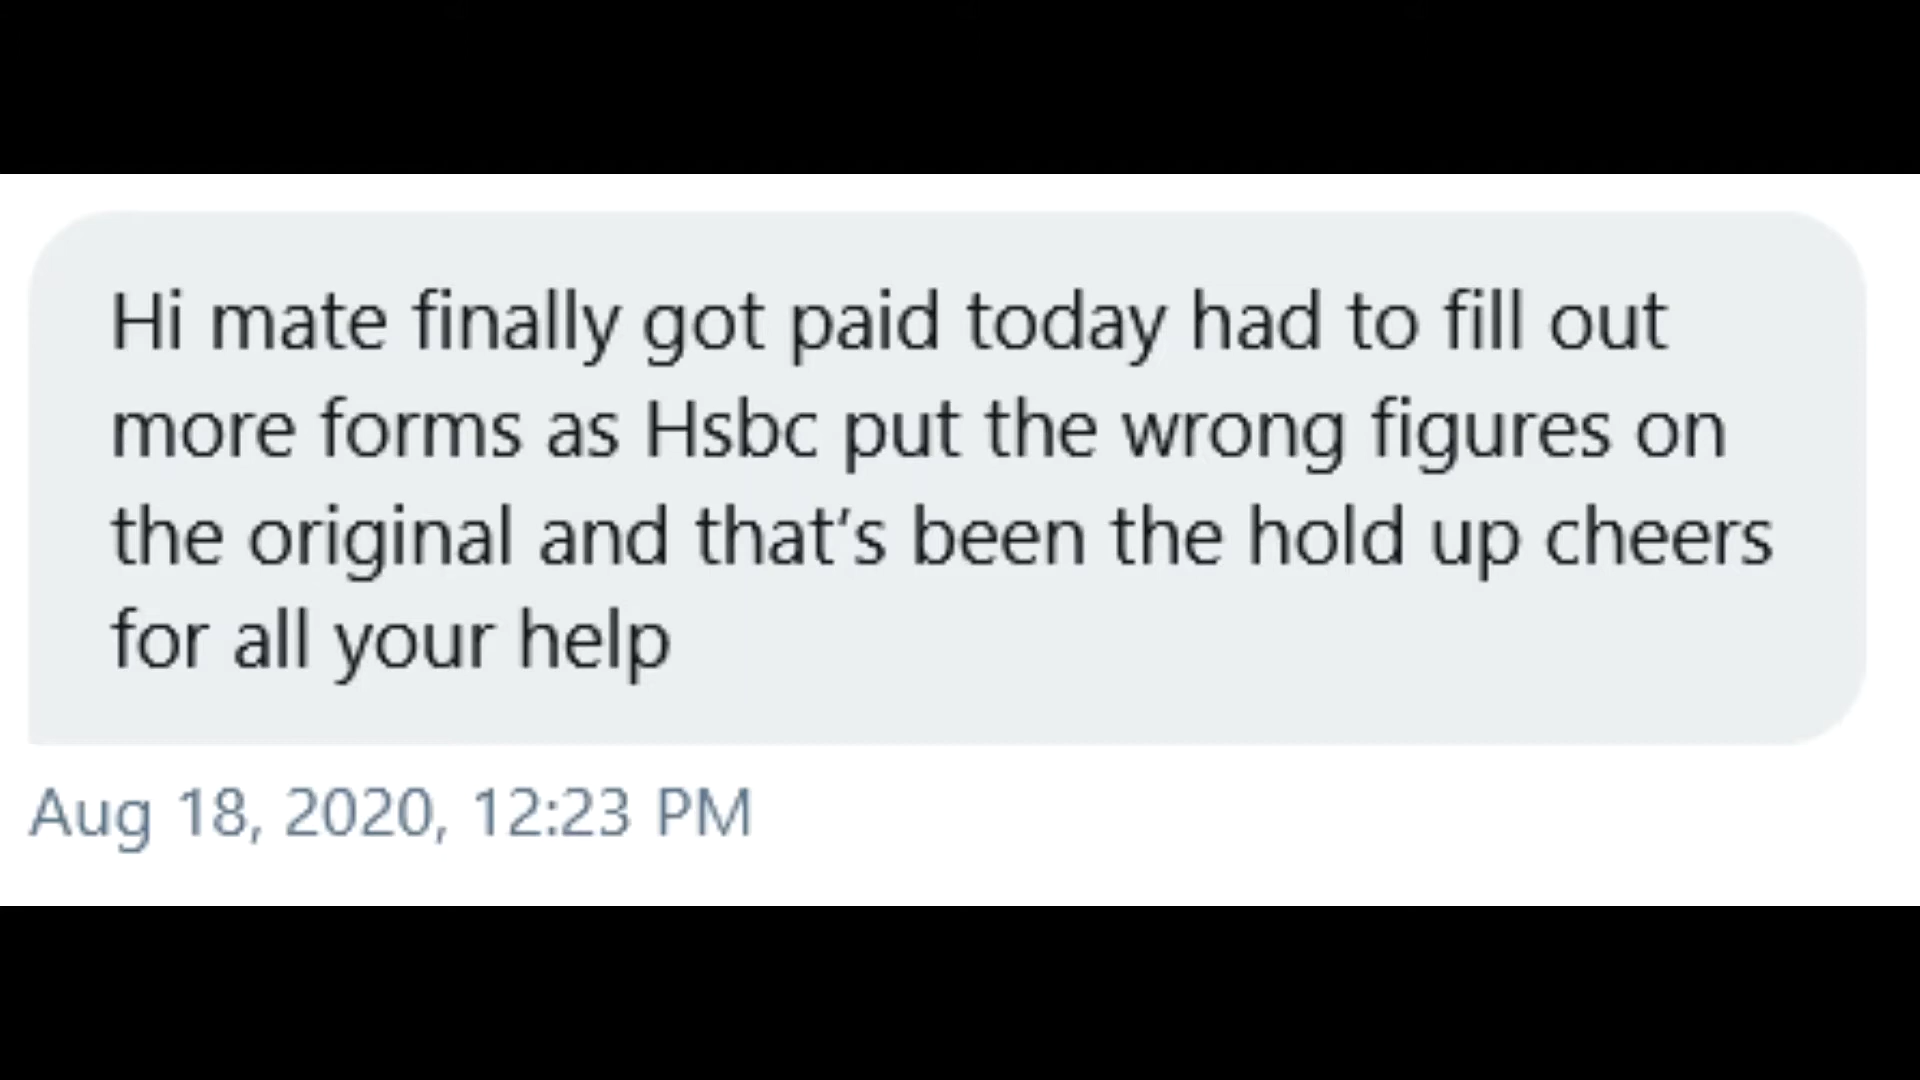 Hi mate finally got paid today had to fill out
more forms as Hsbc put the wrong figures on
the original and that's been the hold up cheers
for all your help
Aug 18, 2020, 12:23 PM